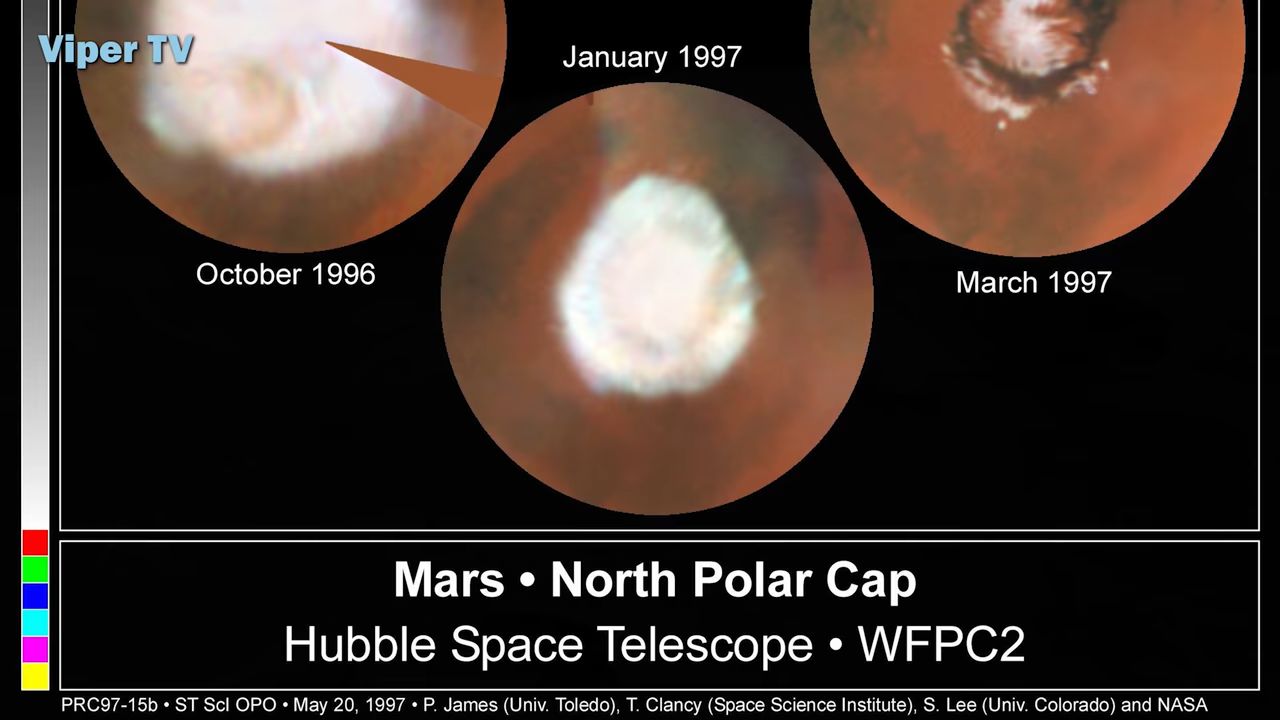 Viper TV
January 1997
October 1996
March 1997
Mars • North Polar Cap
Hubble Space Telescope • WFPC2
PRC97-15b • ST ScI OPO • May 20, 1997 • P. James (Univ. Toledo), T. Clancy (Space Science Institute), S. Lee (Univ. Colorado) and NASA